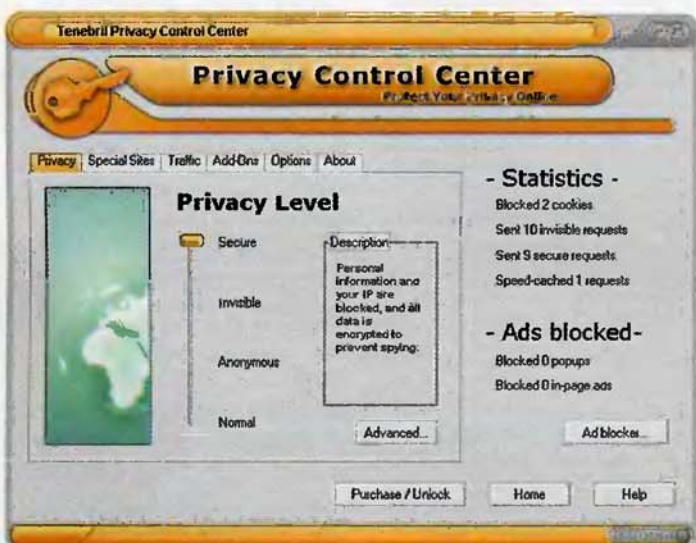 Tenebril Privacy Control Center
Privacy Control Center
Protect Your Privacy Online
Privacy
Special Sites
Traffic
Add-Ons
Options
About
Privacy Level
Secure
Invisible
Anonymous
Normal
Description
Personal
information and
your IP are
blocked, and all
data is
encrypted to
prevent spying.
Advanced...
- Statistics -
Blocked 2 cookies
Sent 10 invisible requests
Sent 9 secure requests
Speed-cached 1 requests
- Ads blocked-
Blocked 0 popups
Blocked 0 in-page ads
Ad blocker...
Purchase / Unlock
Home
Help